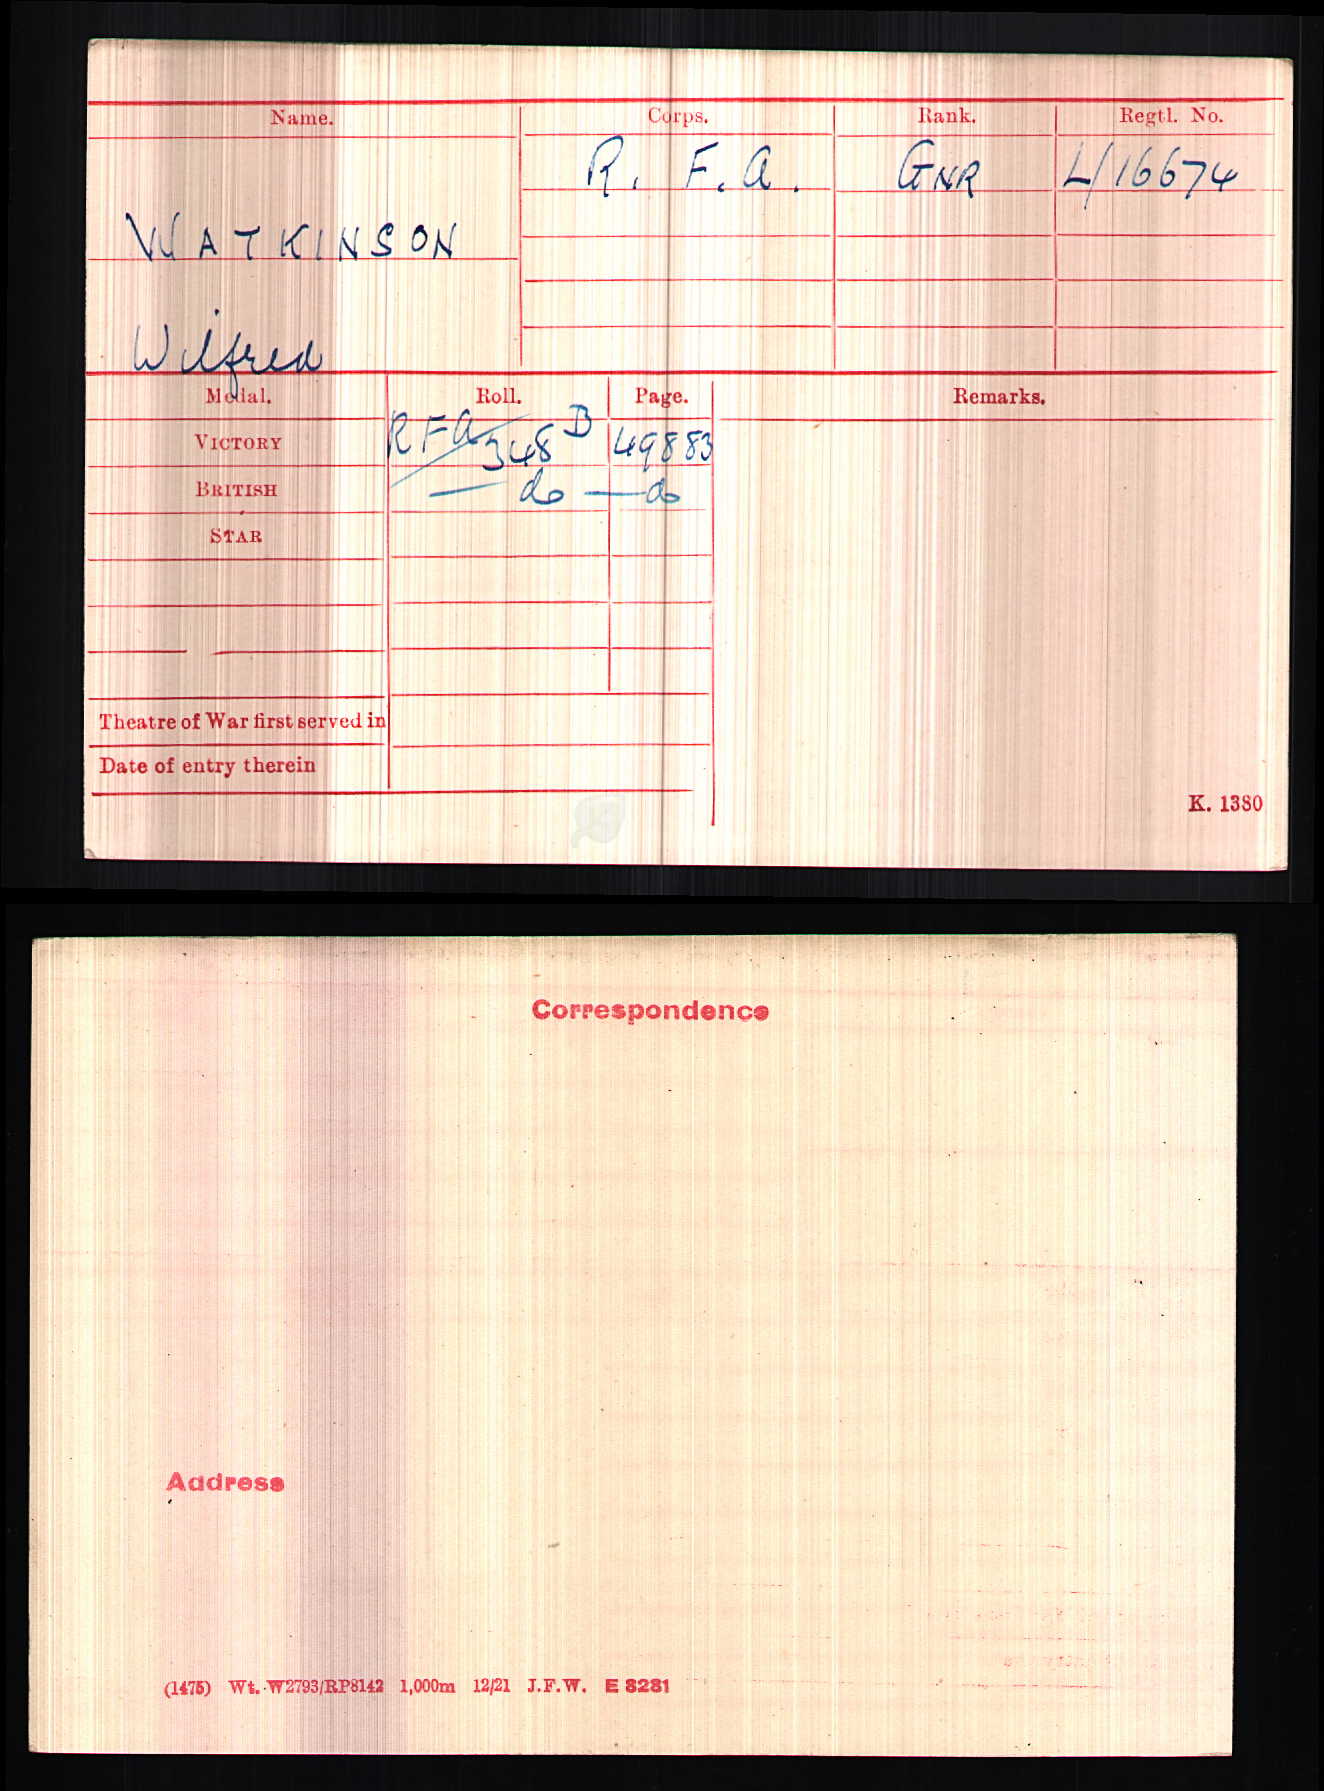 Name. Corps. Rank. Regtl. No.
R. F. A. GNR L/16674
WATKINSON
Wilfred
Medal. Roll. Page. Remarks.
VICTORY RFA/348 B 49883
BRITISH — do — do
STAR
Theatre of War first served in
Date of entry therein
K. 1380
Correspondence
Address
(1475) Wt. W2793/RP8142 1,000m 12/21 J.F.W. E 8281